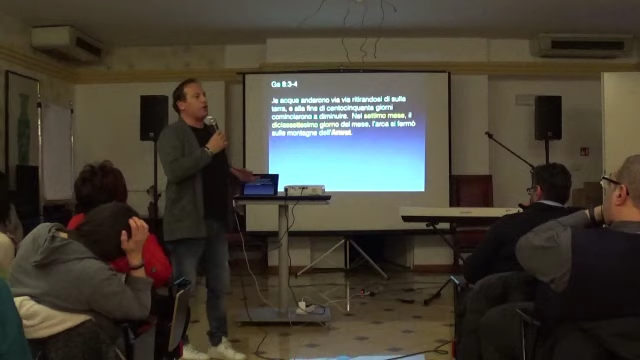 Ge 8:3-4
.le acque andarono via via ritirandosi di sulla
terra, e alla fine di centocinquanta giorni
cominciarono a diminuire. Nel settimo mese, il
diciassettesimo giorno del mese, l'arca si fermò
sulle montagne dell'Ararat.